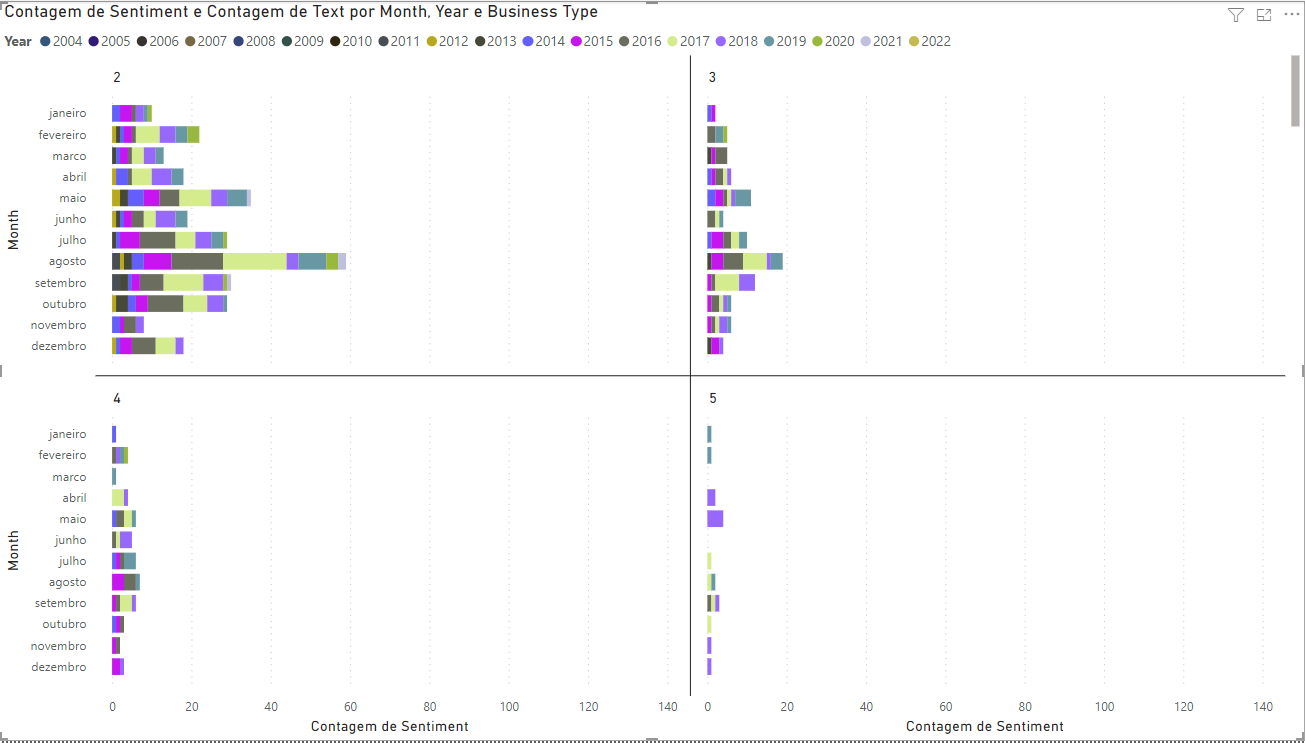 Contagem de Sentiment e Contagem de Text por Month, Year e Business Type
Year 2004 2005 2006 2007 2008 2009 2010 2011 2012 2013 2014 2015 2016 2017 2018 2019 2020 2021 2022
2
3
Month
janeiro
fevereiro
marco
abril
maio
junho
julho
agosto
setembro
outubro
novembro
dezembro
4
5
Month
janeiro
fevereiro
marco
abril
maio
junho
julho
agosto
setembro
outubro
novembro
dezembro
0 20 40 60 80 100 120 140
0 20 40 60 80 100 120 140
Contagem de Sentiment
Contagem de Sentiment